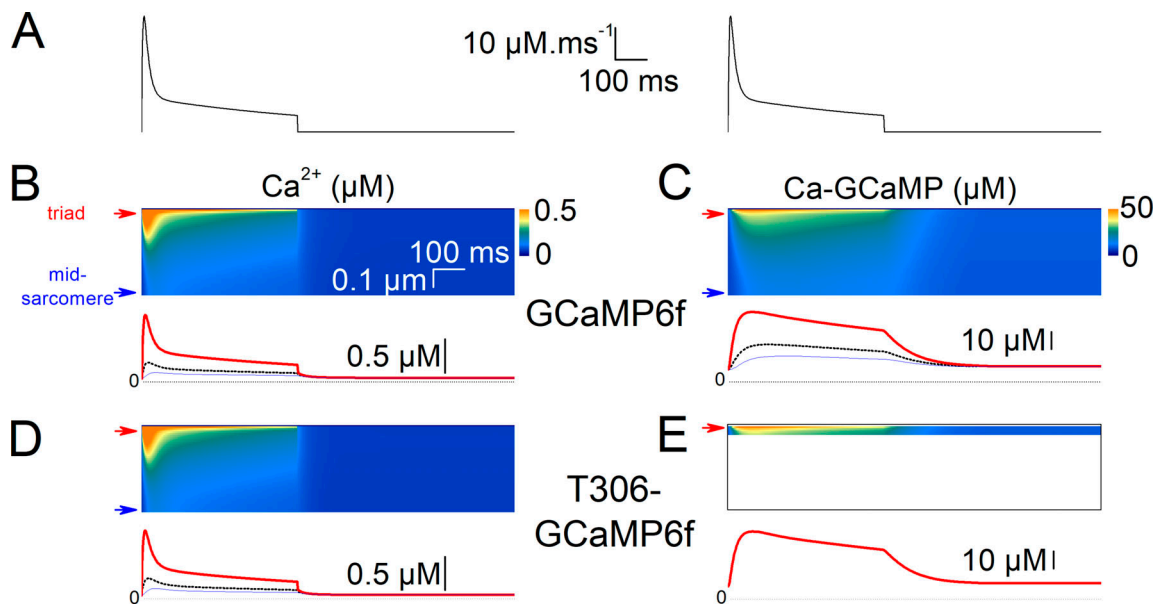 A
10 µM.ms⁻¹
100 ms
B
Ca²⁺ (µM)
triad
mid-
sarcomere
0.5
0
100 ms
0.1 µm
0.5 µM
0
GCaMP6f
C
Ca-GCaMP (µM)
50
0
10 µM
0
D
0.5 µM
0
T306-
GCaMP6f
E
10 µM
0